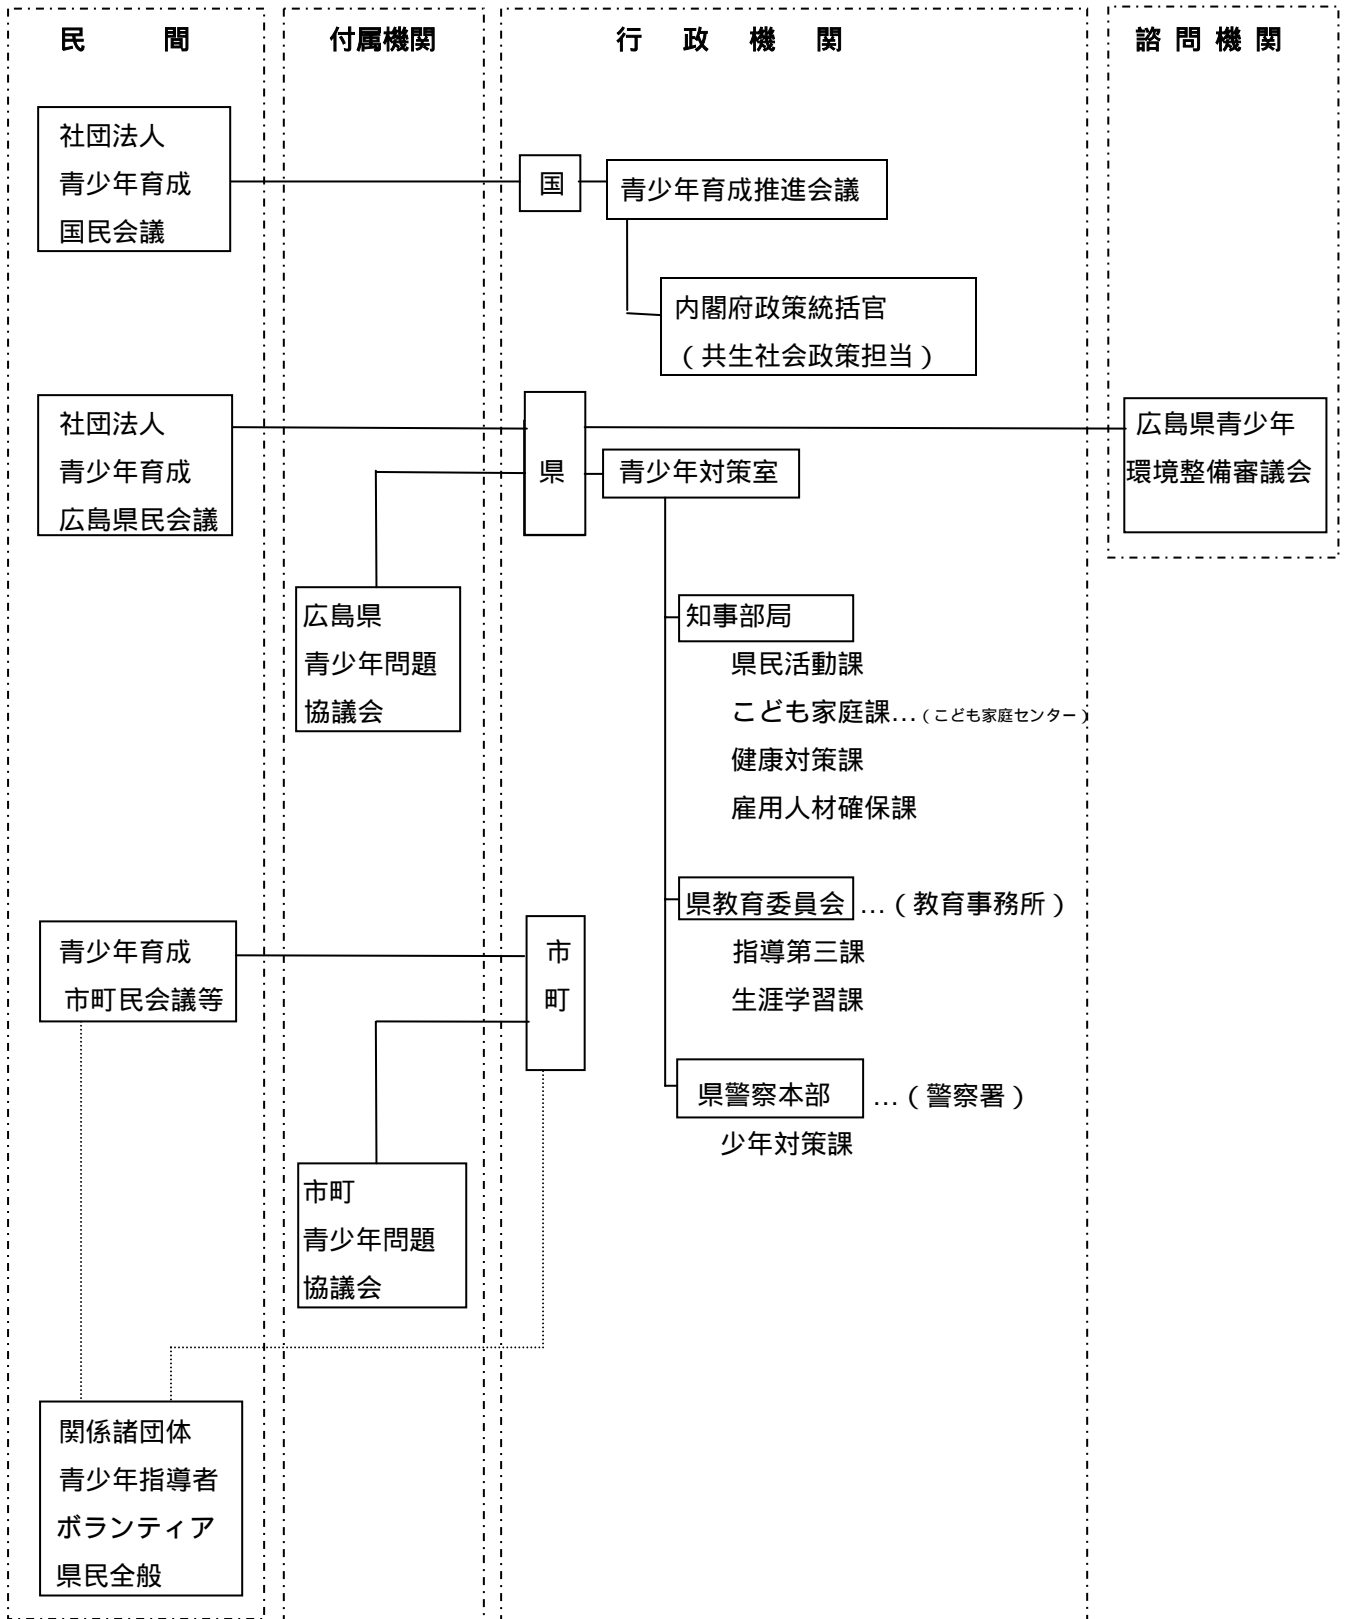 民　　間
付属機関
行　政　機　関
諮問機関
社団法人
青少年育成
国民会議
国
青少年育成推進会議
内閣府政策統括官
（共生社会政策担当）
社団法人
青少年育成
広島県民会議
県
青少年対策室
広島県青少年
環境整備審議会
広島県
青少年問題
協議会
知事部局
県民活動課
こども家庭課…（こども家庭センター）
健康対策課
雇用人材確保課
県教育委員会…（教育事務所）
指導第三課
生涯学習課
青少年育成
市町民会議等
市
町
県警察本部…（警察署）
少年対策課
市町
青少年問題
協議会
関係諸団体
青少年指導者
ボランティア
県民全般